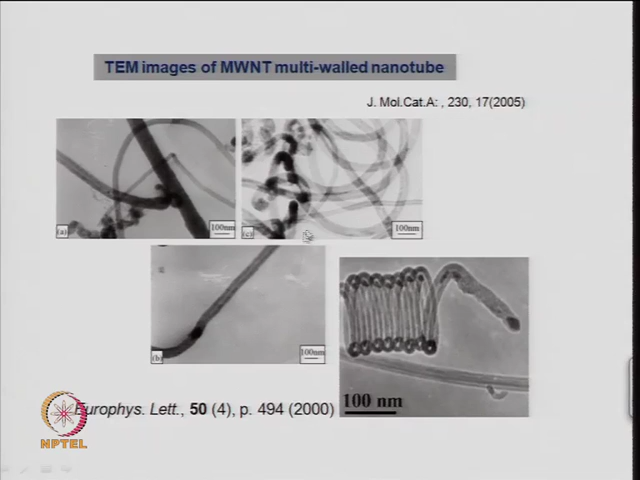 TEM images of MWNT multi-walled nanotube
J. Mol.Cat.A: , 230, 17(2005)
(a)
100nm
(c)
100nm
(b)
100nm
100 nm
Europhys. Lett., 50 (4), p. 494 (2000)
NPTEL